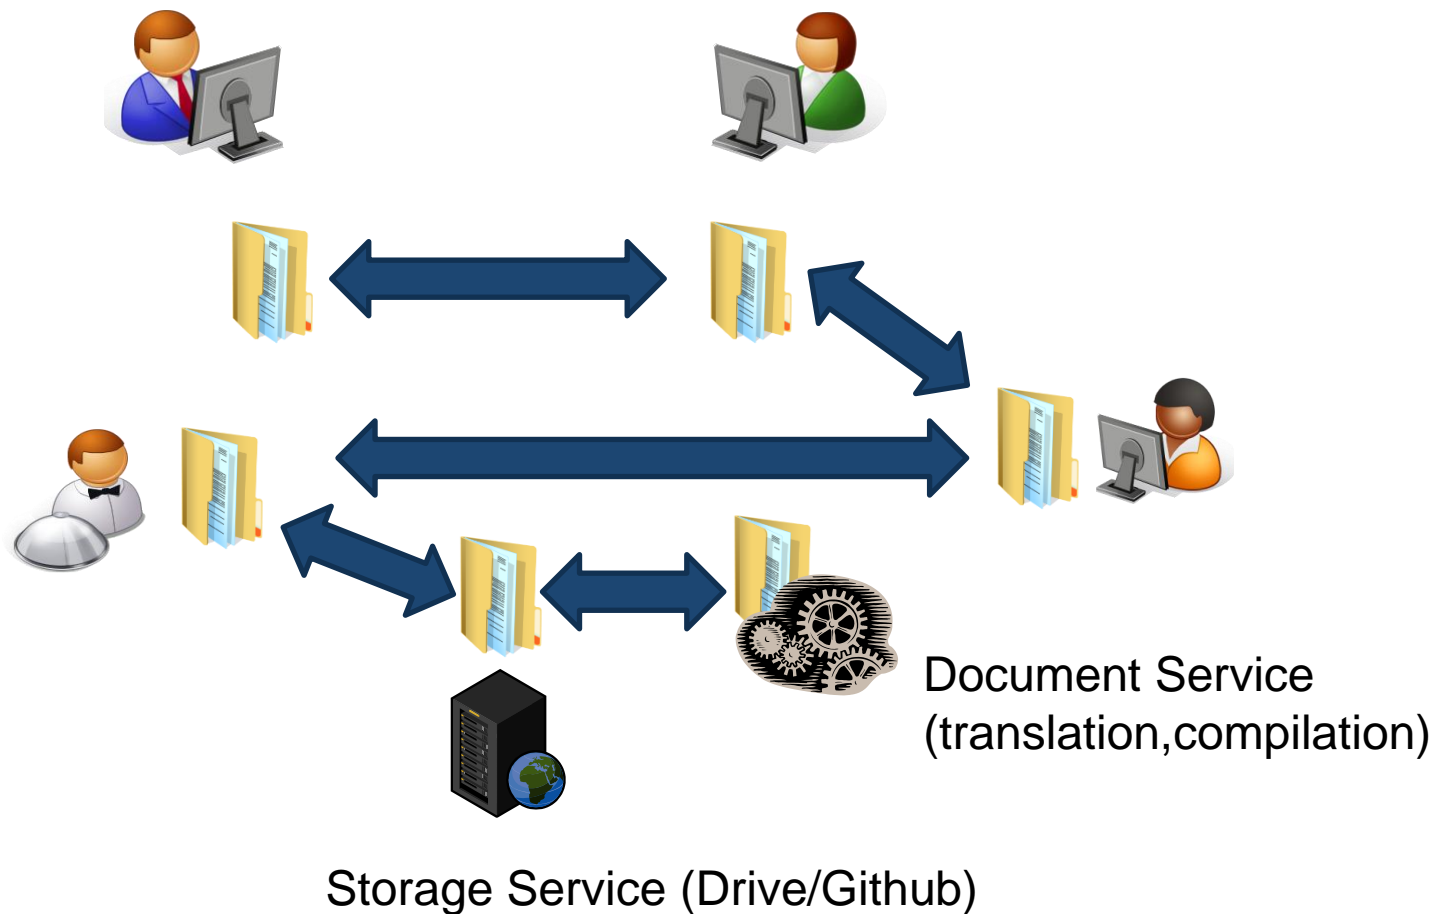 Document Service
(translation,compilation)
Storage Service (Drive/Github)